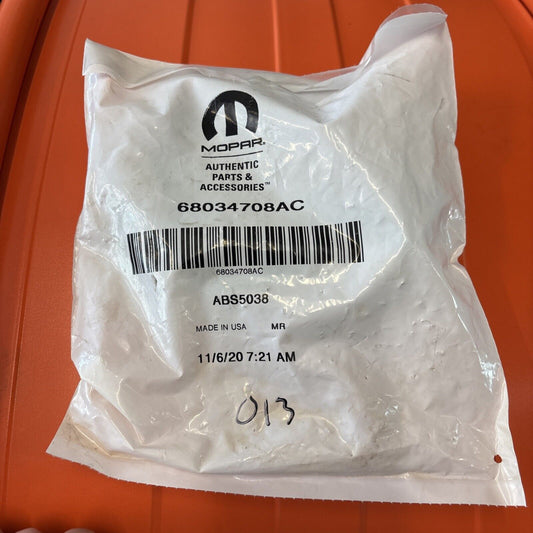 MOPAR®
AUTHENTIC
PARTS &
ACCESSORIES™
68034708AC
68034708AC
ABS5038
MADE IN USA MR
11/6/20 7:21 AM
013